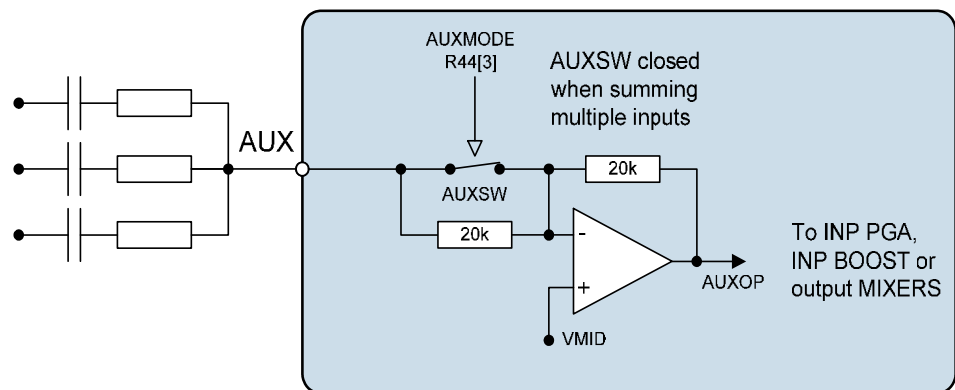 AUXMODE
R44[3]
AUXSW closed
when summing
multiple inputs
AUX
AUXSW
20k
20k
-
+
AUXOP
VMID
To INP PGA,
INP BOOST or
output MIXERS